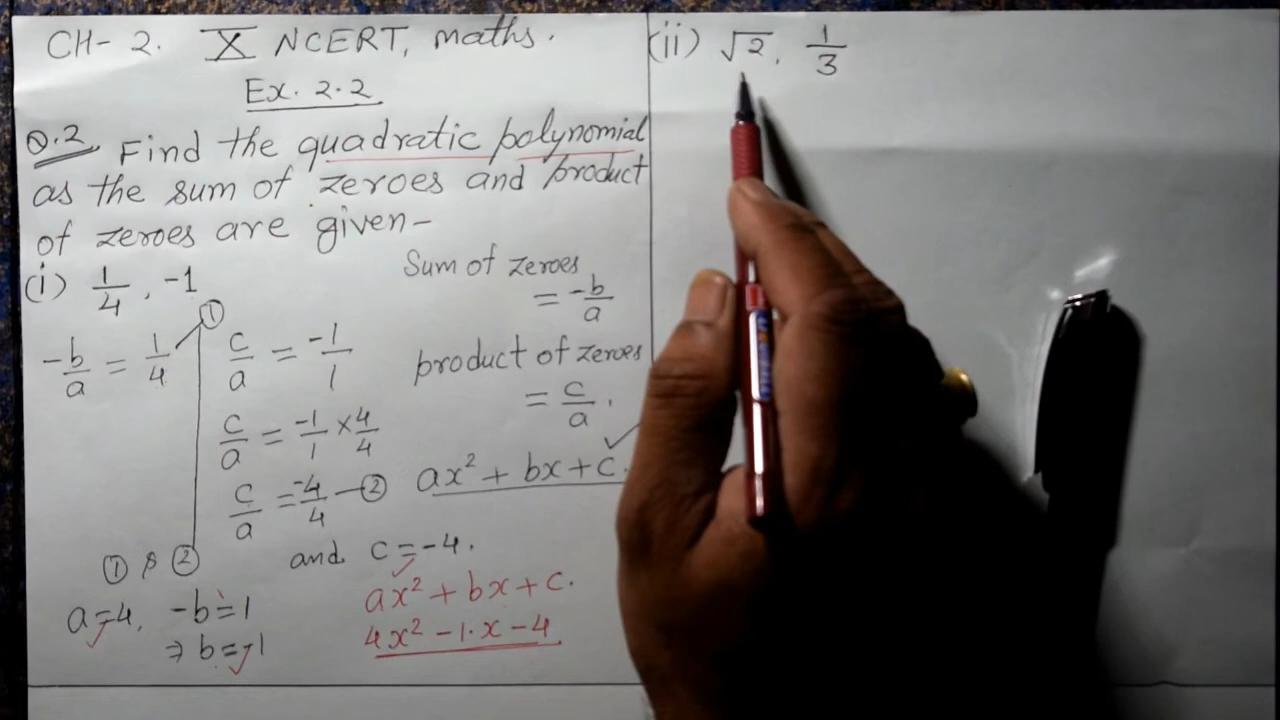 CH- 2. X NCERT, maths.
Ex. 2.2
Q.2 Find the quadratic polynomial
as the sum of zeroes and product
of zeroes are given-
(i) 1/4, -1
Sum of zeroes
= -b/a
-b/a = 1/4 ①
c/a = -1/1
product of zeroes
= c/a.
c/a = -1/1 × 4/4
c/a = -4/4 — ②
ax² + bx + c.
① & ②
a = 4, -b = 1
⇒ b = -1
and c = -4.
ax² + bx + c.
4x² - 1·x - 4
(ii) √2, 1/3